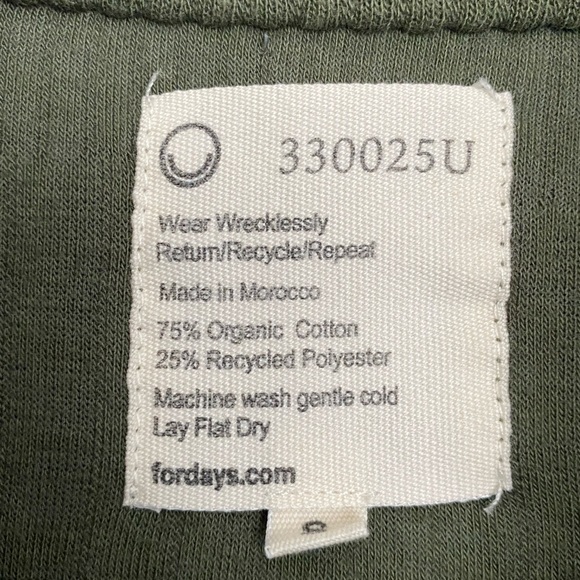 330025U
Wear Wrecklessly
Return/Recycle/Repeat
Made in Morocco
75% Organic Cotton
25% Recycled Polyester
Machine wash gentle cold
Lay Flat Dry
fordays.com